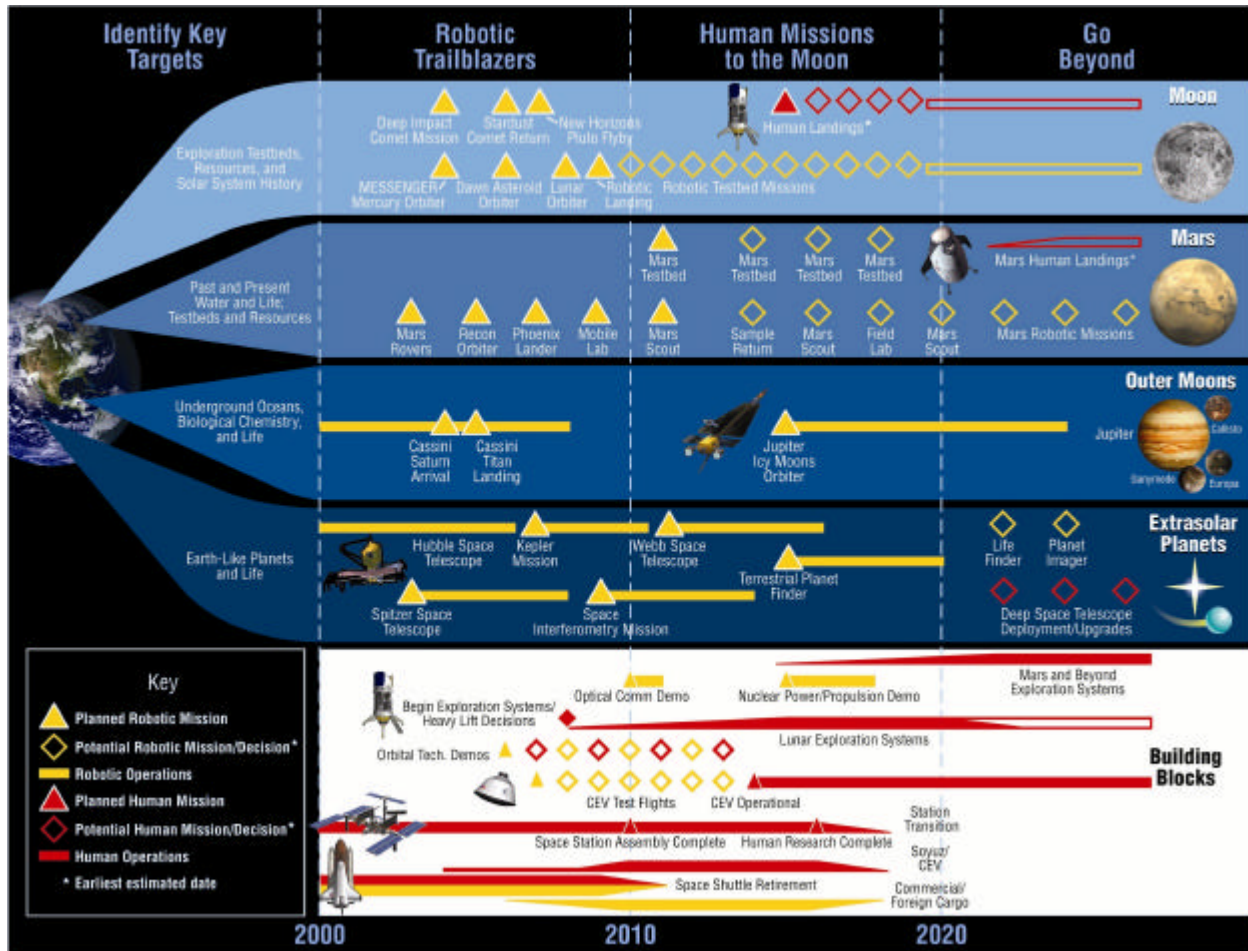 Identify Key
Targets
Robotic
Trailblazers
Human Missions
to the Moon
Go
Beyond
Moon
Exploration Testbeds,
Resources, and
Solar System History
Deep Impact
Comet Mission
Stardust
Comet Return
New Horizons
Pluto Flyby
Human Landings*
MESSENGER
Mercury Orbiter
Dawn Asteroid
Orbiter
Lunar
Orbiter
Robotic
Landing
Robotic Testbed Missions
Mars
Past and Present
Water and Life;
Testbeds and Resources
Mars
Testbed
Mars
Testbed
Mars
Testbed
Mars
Testbed
Mars Human Landings*
Mars
Rovers
Recon
Orbiter
Phoenix
Lander
Mobile
Lab
Mars
Scout
Sample
Return
Mars
Scout
Field
Lab
Mars
Scout
Mars Robotic Missions
Outer Moons
Underground Oceans,
Biological Chemistry,
and Life
Cassini
Saturn
Arrival
Cassini
Titan
Landing
Jupiter
Icy Moons
Orbiter
Jupiter
Callisto
Ganymede
Europa
Extrasolar
Planets
Earth-Like Planets
and Life
Hubble Space
Telescope
Kepler
Mission
Webb Space
Telescope
Terrestrial Planet
Finder
Life
Finder
Planet
Imager
Spitzer Space
Telescope
Space
Interferometry Mission
Deep Space Telescope
Deployment/Upgrades
Key
Planned Robotic Mission
Potential Robotic Mission/Decision*
Robotic Operations
Planned Human Mission
Potential Human Mission/Decision*
Human Operations
* Earliest estimated date
Building
Blocks
Mars and Beyond
Exploration Systems
Optical Comm Demo
Nuclear Power/Propulsion Demo
Begin Exploration Systems/
Heavy Lift Decisions
Lunar Exploration Systems
Orbital Tech. Demos
CEV Test Flights
CEV Operational
Station
Transition
Space Station Assembly Complete
Human Research Complete
Soyuz/
CEV
Space Shuttle Retirement
Commercial/
Foreign Cargo
2000
2010
2020